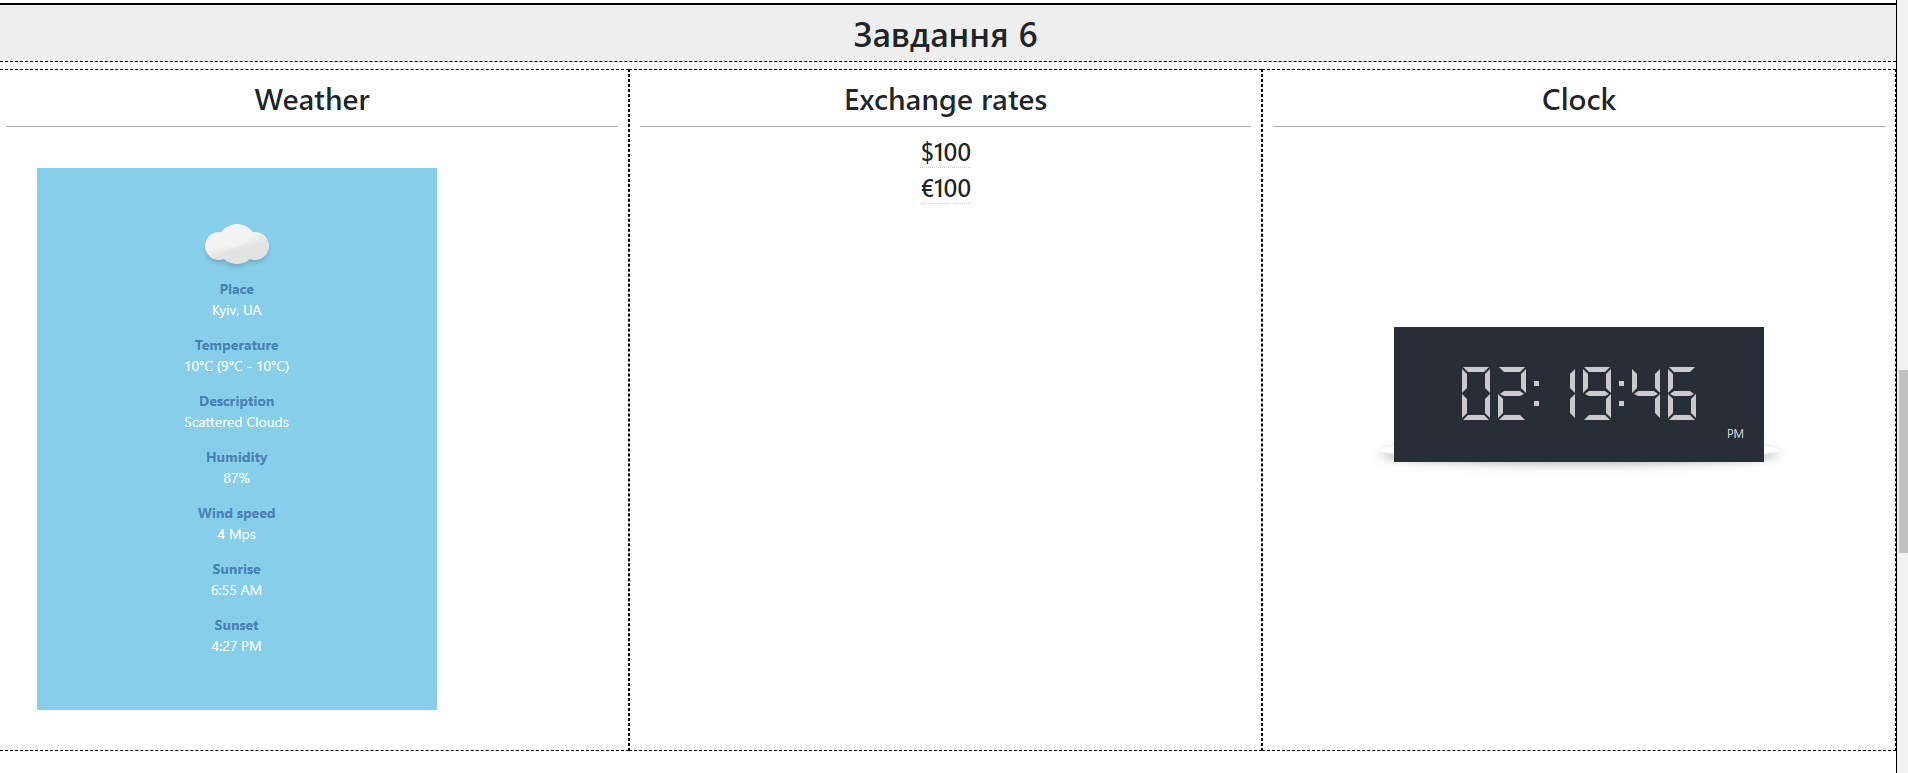 Завдання 6
Weather
Place
Kyiv, UA
Temperature
10°C (9°C - 10°C)
Description
Scattered Clouds
Humidity
87%
Wind speed
4 Mps
Sunrise
6:55 AM
Sunset
4:27 PM
Exchange rates
$100
€100
Clock
02:19:46
PM